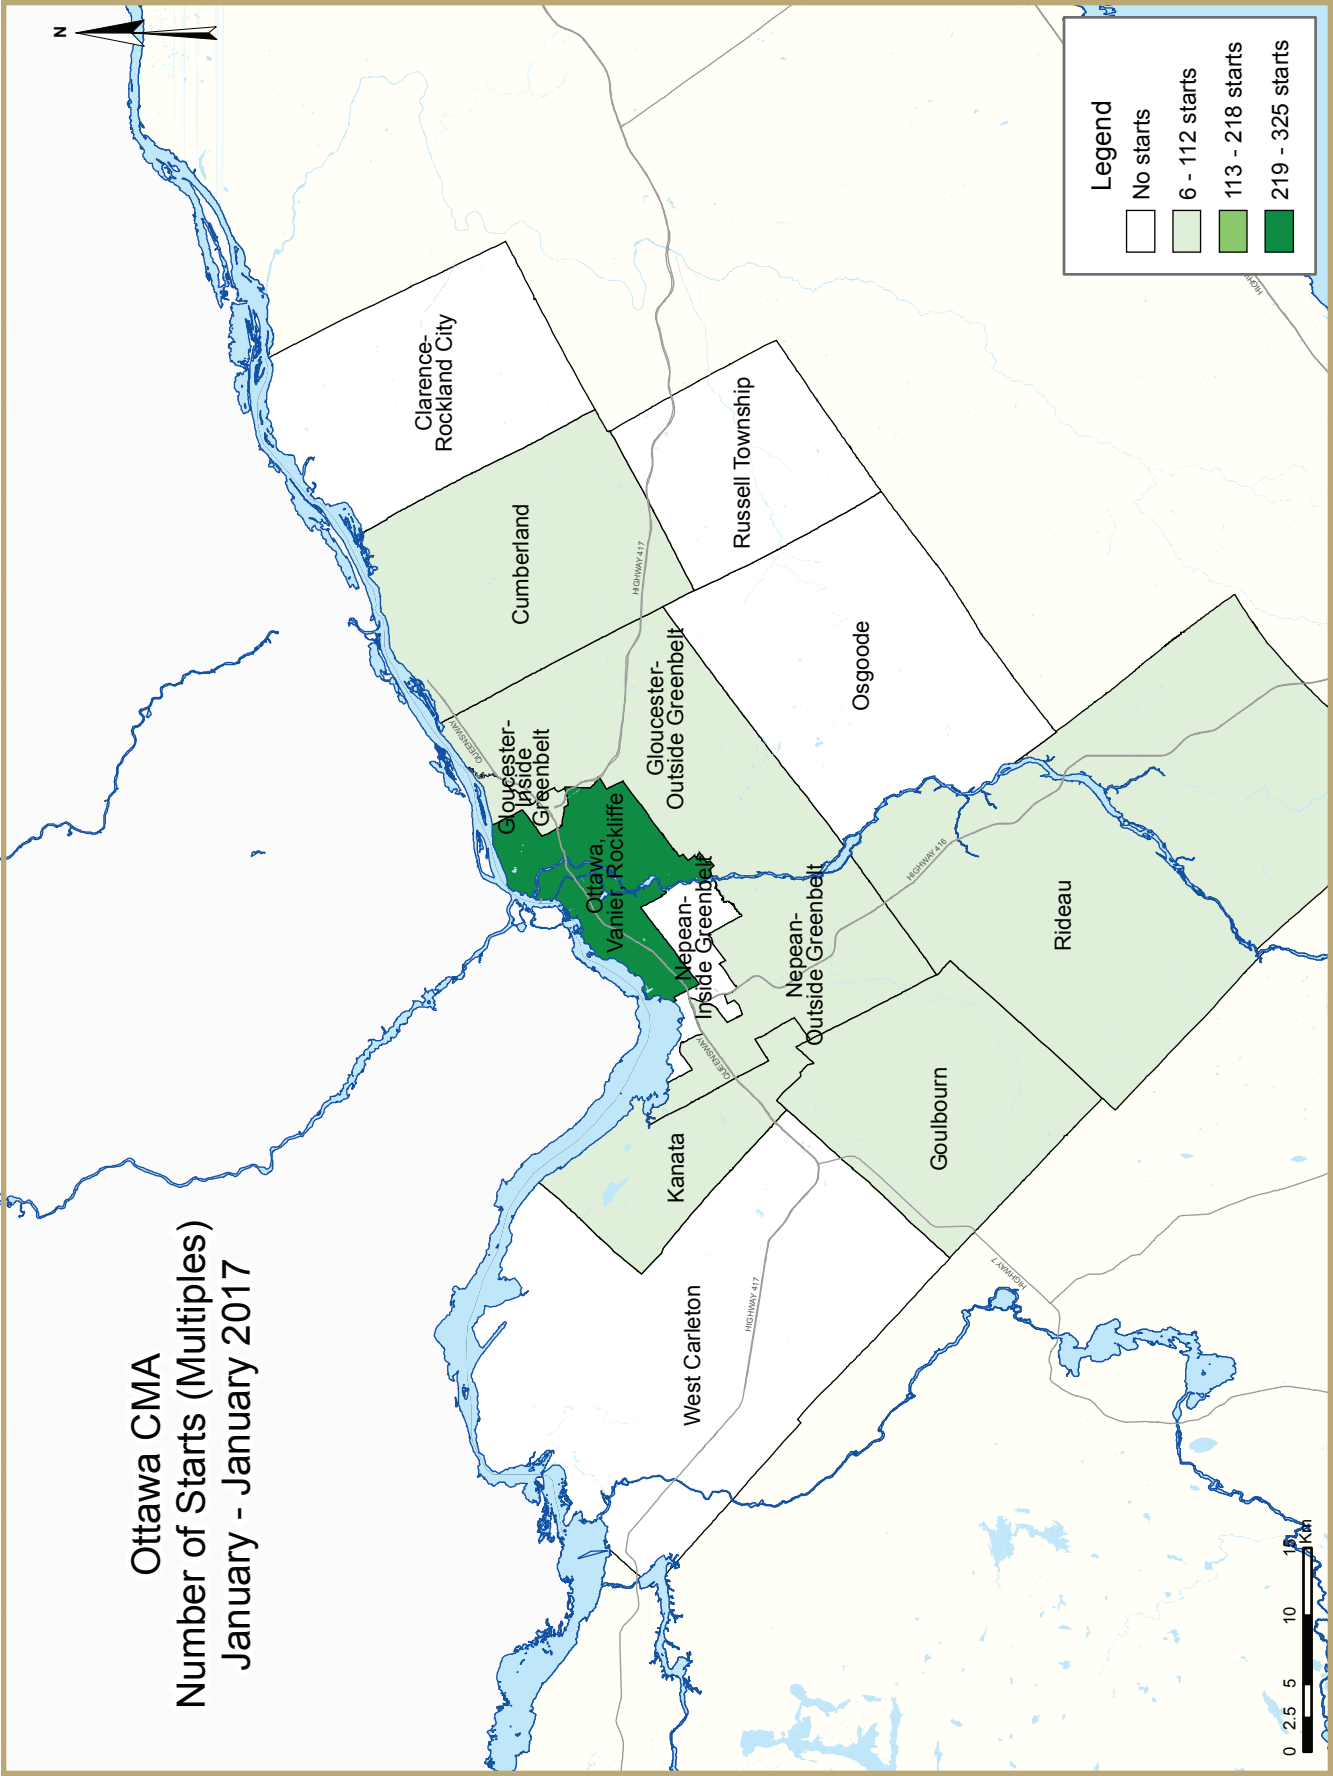 Ottawa CMA
Number of Starts (Multiples)
January - January 2017
N
Clarence-
Rockland City
Cumberland
Russell Township
HIGHWAY 417
Gloucester-
Outside Greenbelt
Osgoode
QUEENSWAY
Gloucester-
Inside
Greenbelt
Ottawa,
Vanier, Rockliffe
Nepean-
Inside Greenbelt
Nepean-
Outside Greenbelt
HIGHWAY 416
Rideau
QUEENSWAY
Kanata
Goulbourn
West Carleton
HIGHWAY 417
HIGHWAY 7
Legend
No starts
6 - 112 starts
113 - 218 starts
219 - 325 starts
0 2.5 5 10 15
Km